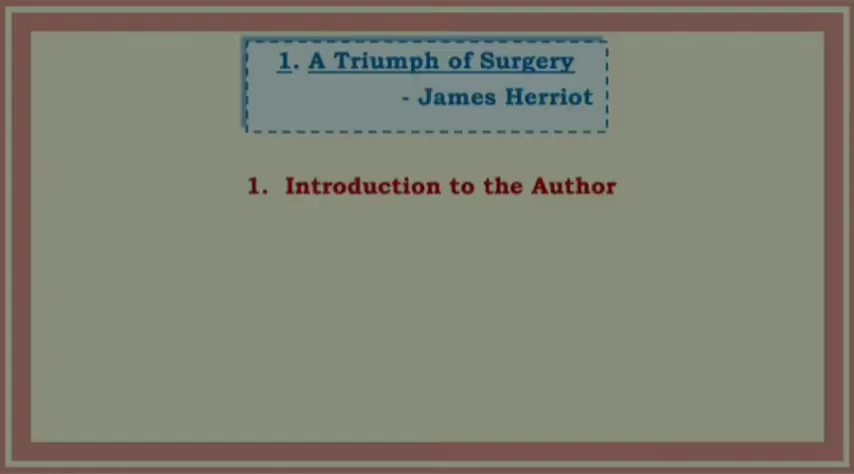 1. A Triumph of Surgery
- James Herriot
1. Introduction to the Author